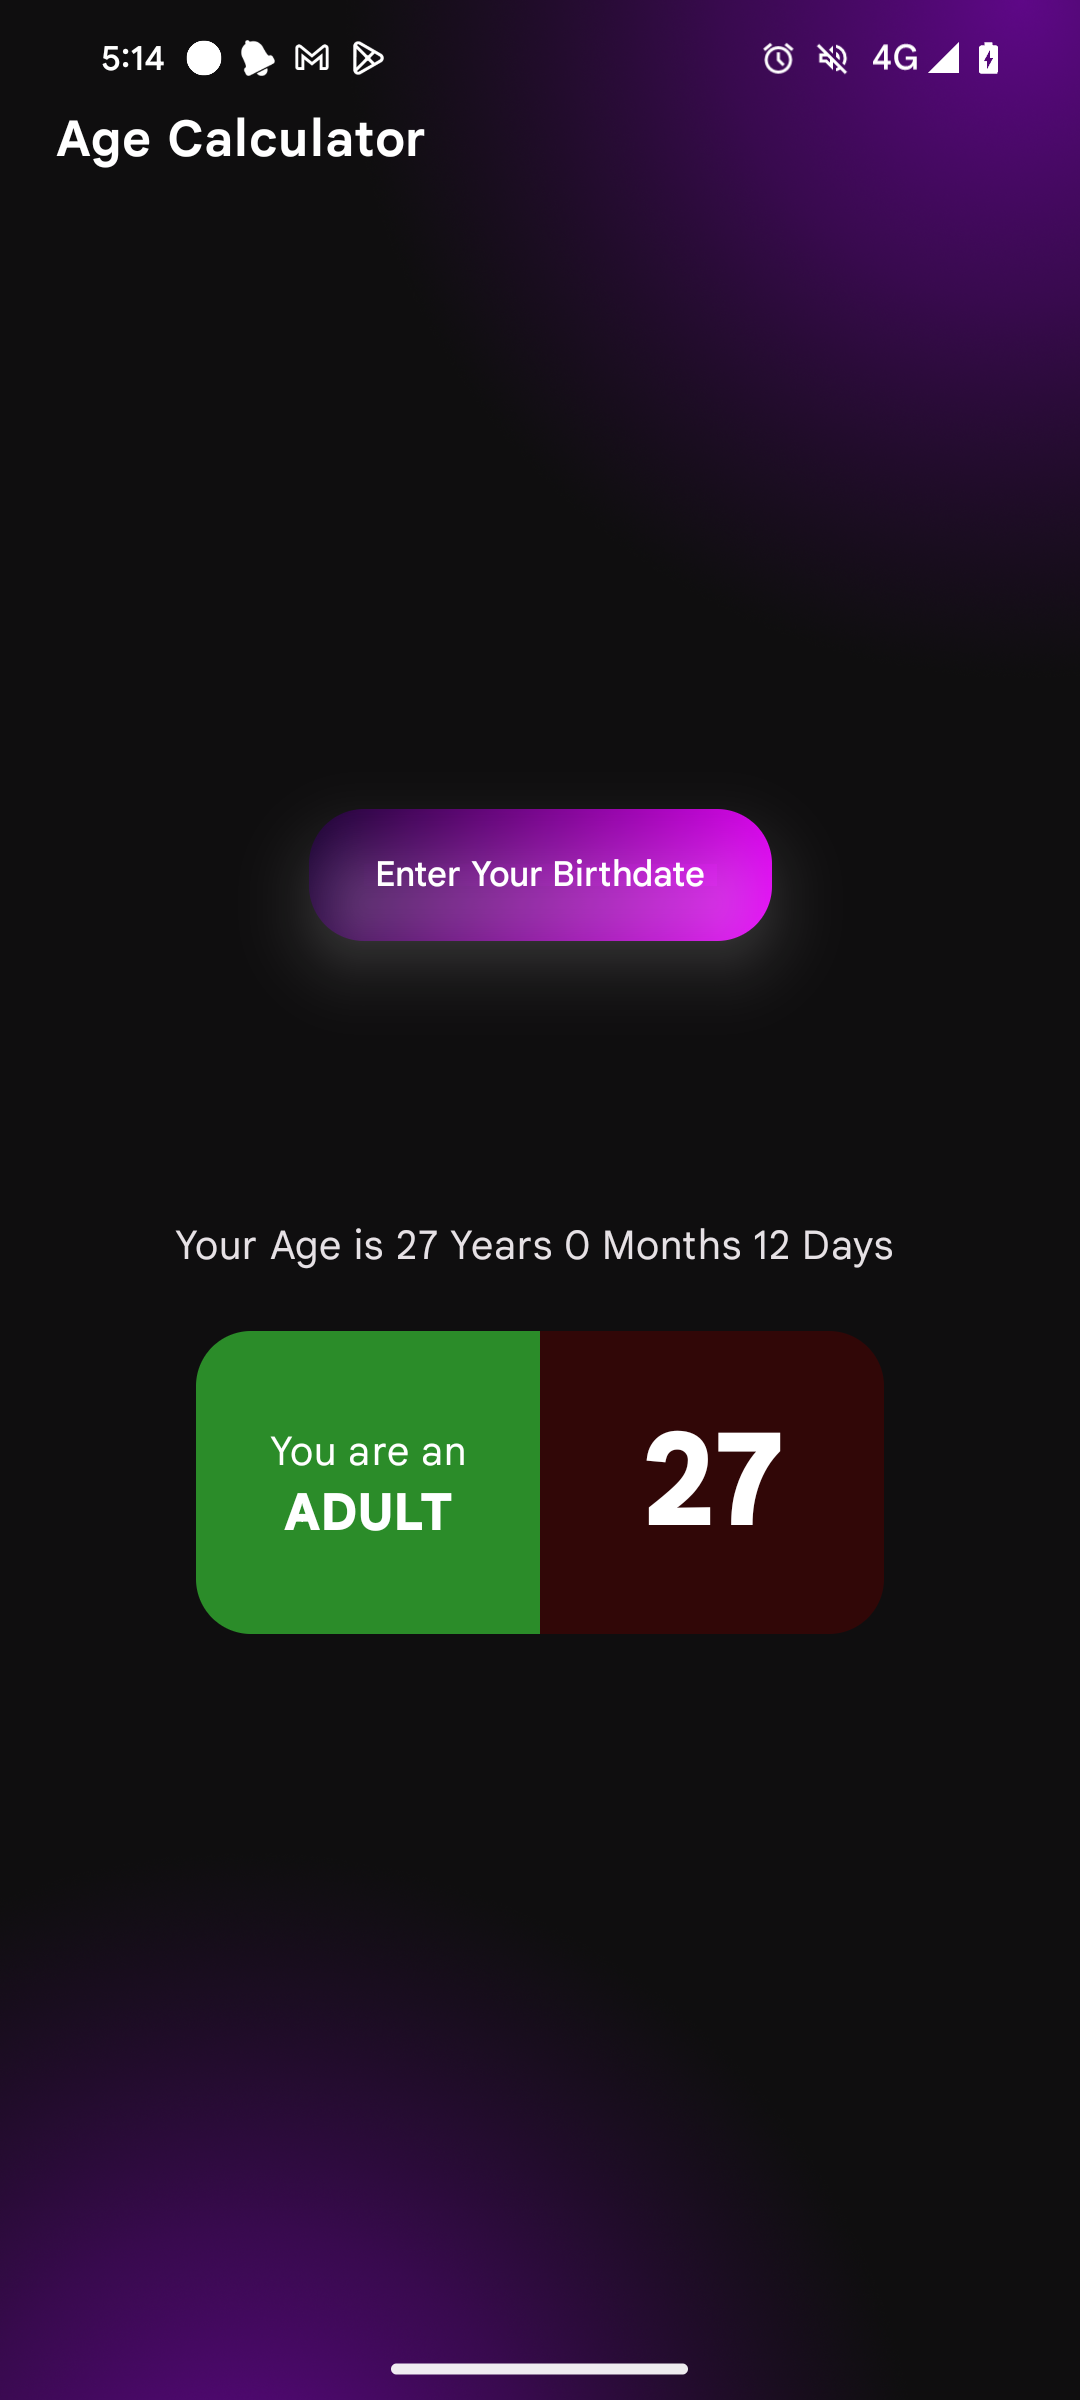 5:14 4G
Age Calculator
Enter Your Birthdate
Your Age is 27 Years 0 Months 12 Days
You are an
ADULT
27